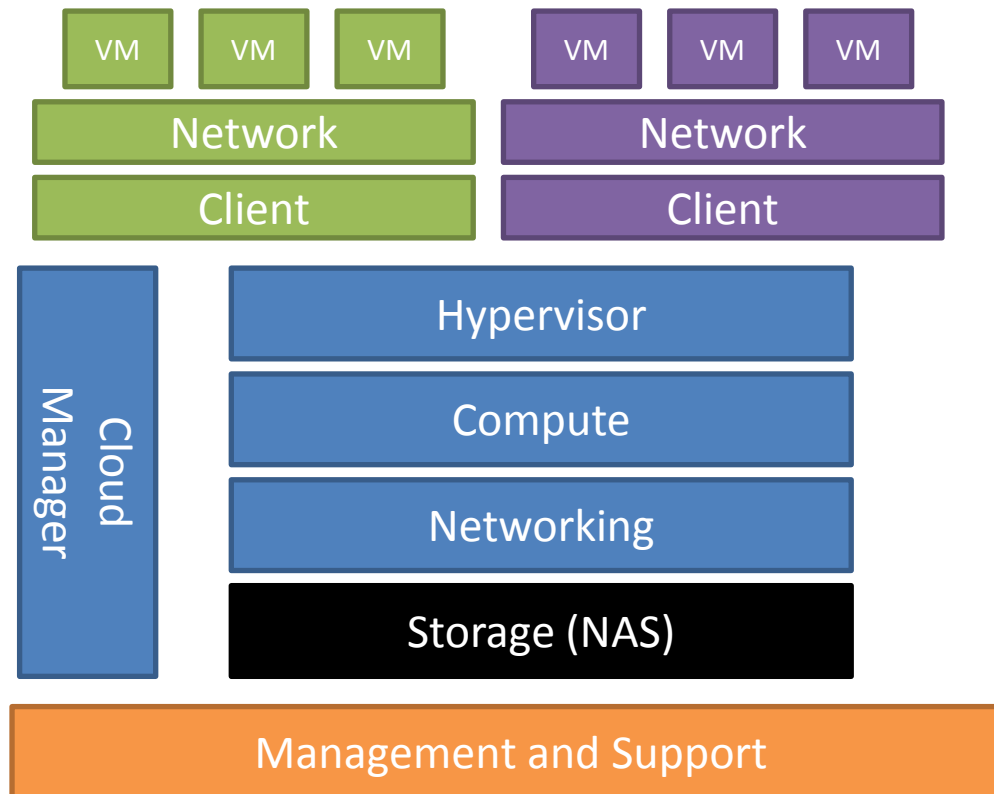 VM VM VM VM VM VM
Network Network
Client Client
Hypervisor
Compute
Networking
Storage (NAS)
Cloud
Manager
Management and Support